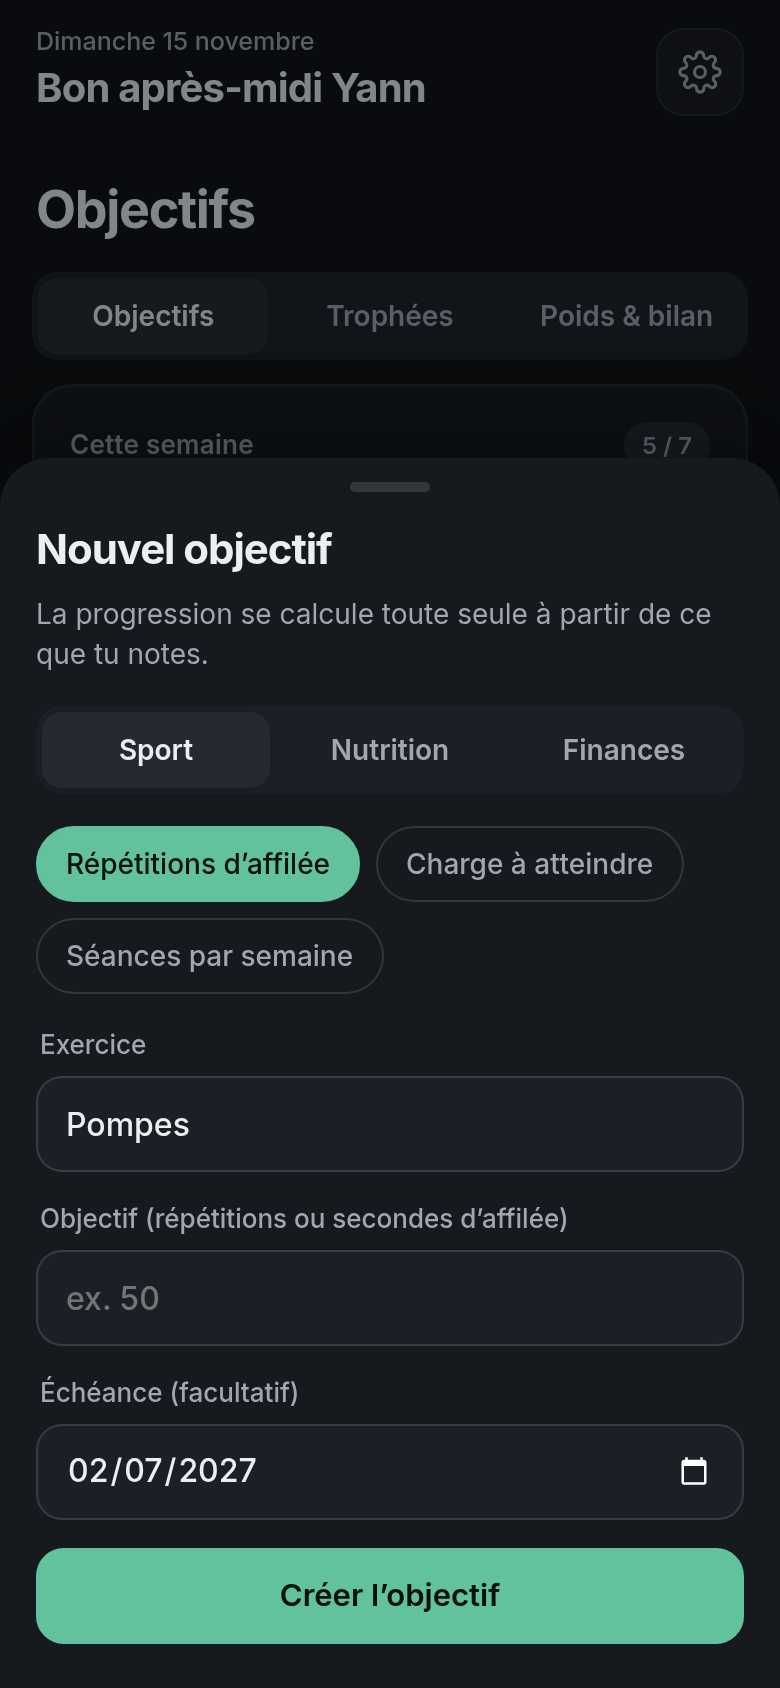 Dimanche 15 novembre
Bon après-midi Yann
Objectifs
Objectifs
Trophées
Poids & bilan
Cette semaine
5 / 7
Nouvel objectif
La progression se calcule toute seule à partir de ce
que tu notes.
Sport
Nutrition
Finances
Répétitions d’affilée
Charge à atteindre
Séances par semaine
Exercice
Pompes
Objectif (répétitions ou secondes d’affilée)
ex. 50
Échéance (facultatif)
02/07/2027
Créer l’objectif